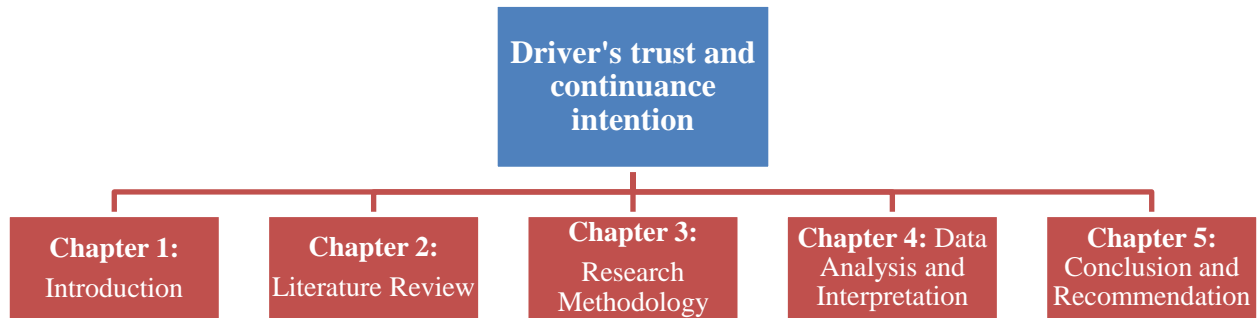 Driver's trust and
continuance
intention
Chapter 1:
Introduction
Chapter 2:
Literature Review
Chapter 3:
Research
Methodology
Chapter 4: Data
Analysis and
Interpretation
Chapter 5:
Conclusion and
Recommendation